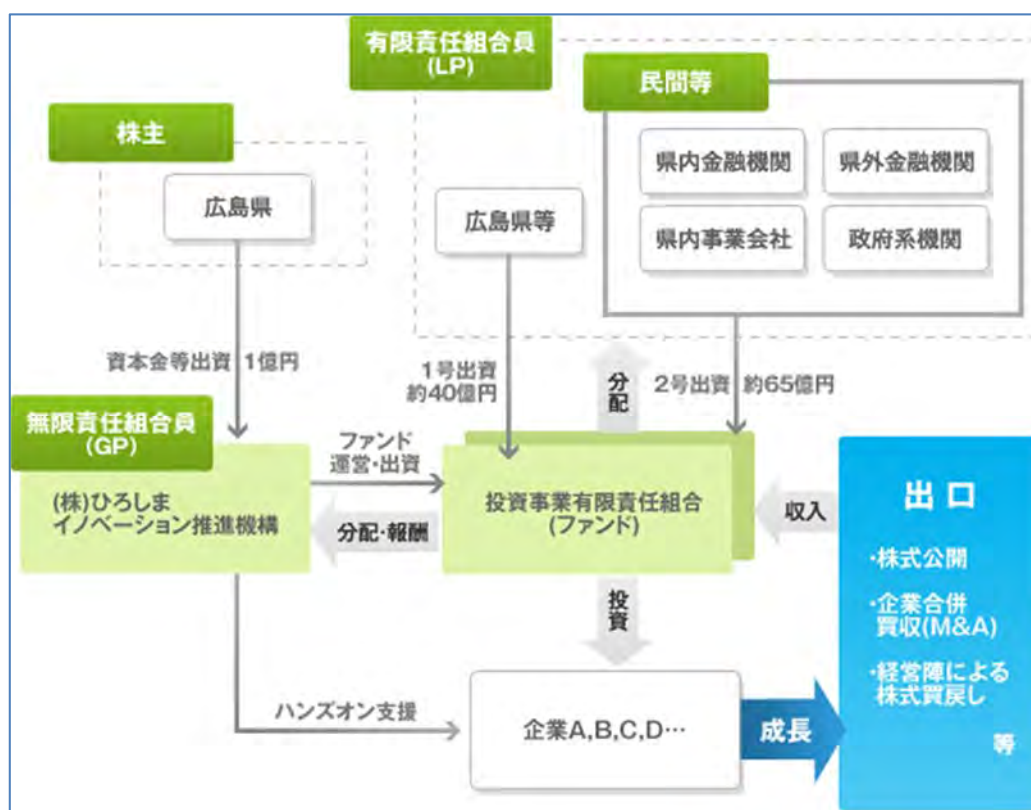 有限責任組合員
(LP)
民間等
株主
県内金融機関
県外金融機関
広島県
広島県等
県内事業会社
政府系機関
資本金等出資
1億円
1号出資
約40億円
分配
2号出資
約65億円
無限責任組合員
(GP)
ファンド
運営・出資
(株)ひろしま
イノベーション推進機構
投資事業有限責任組合
(ファンド)
分配・報酬
収入
出口
・株式公開
・企業合併
買収(M&A)
・経営陣による
株式買戻し
等
投資
ハンズオン支援
企業A,B,C,D…
成長